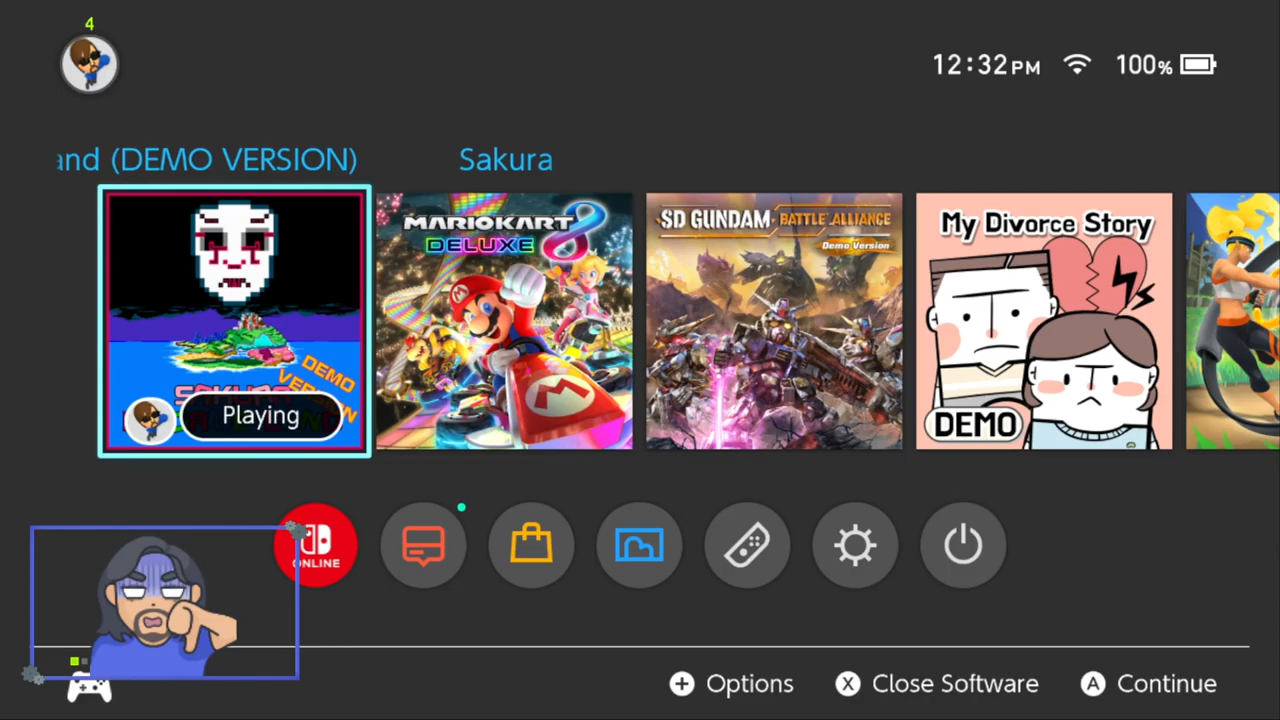 4
12:32PM 100%
and (DEMO VERSION) Sakura
DEMO
Playing
MARIOKART 8
DELUXE
SD GUNDAM BATTLE ALLIANCE
Demo Version
My Divorce Story
DEMO
ONLINE
+ Options X Close Software A Continue